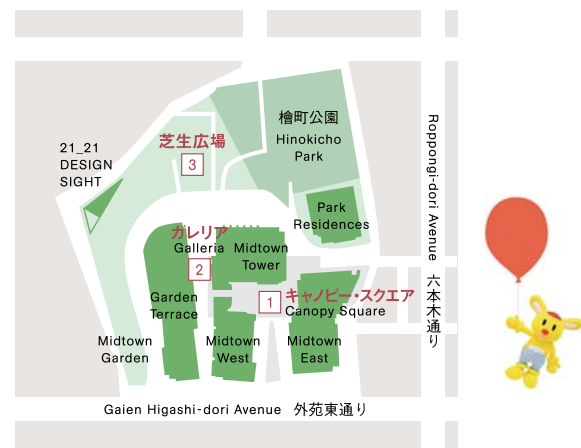 檜町公園
Hinokicho
Park
芝生広場
3
21_21
DESIGN
SIGHT
Park
Residences
ガレリア
Galleria
2
Midtown
Tower
キャノピー・スクエア
1
Canopy Square
Garden
Terrace
Midtown
Garden
Midtown
West
Midtown
East
Roppongi-dori Avenue 六本木通り
Gaien Higashi-dori Avenue 外苑東通り